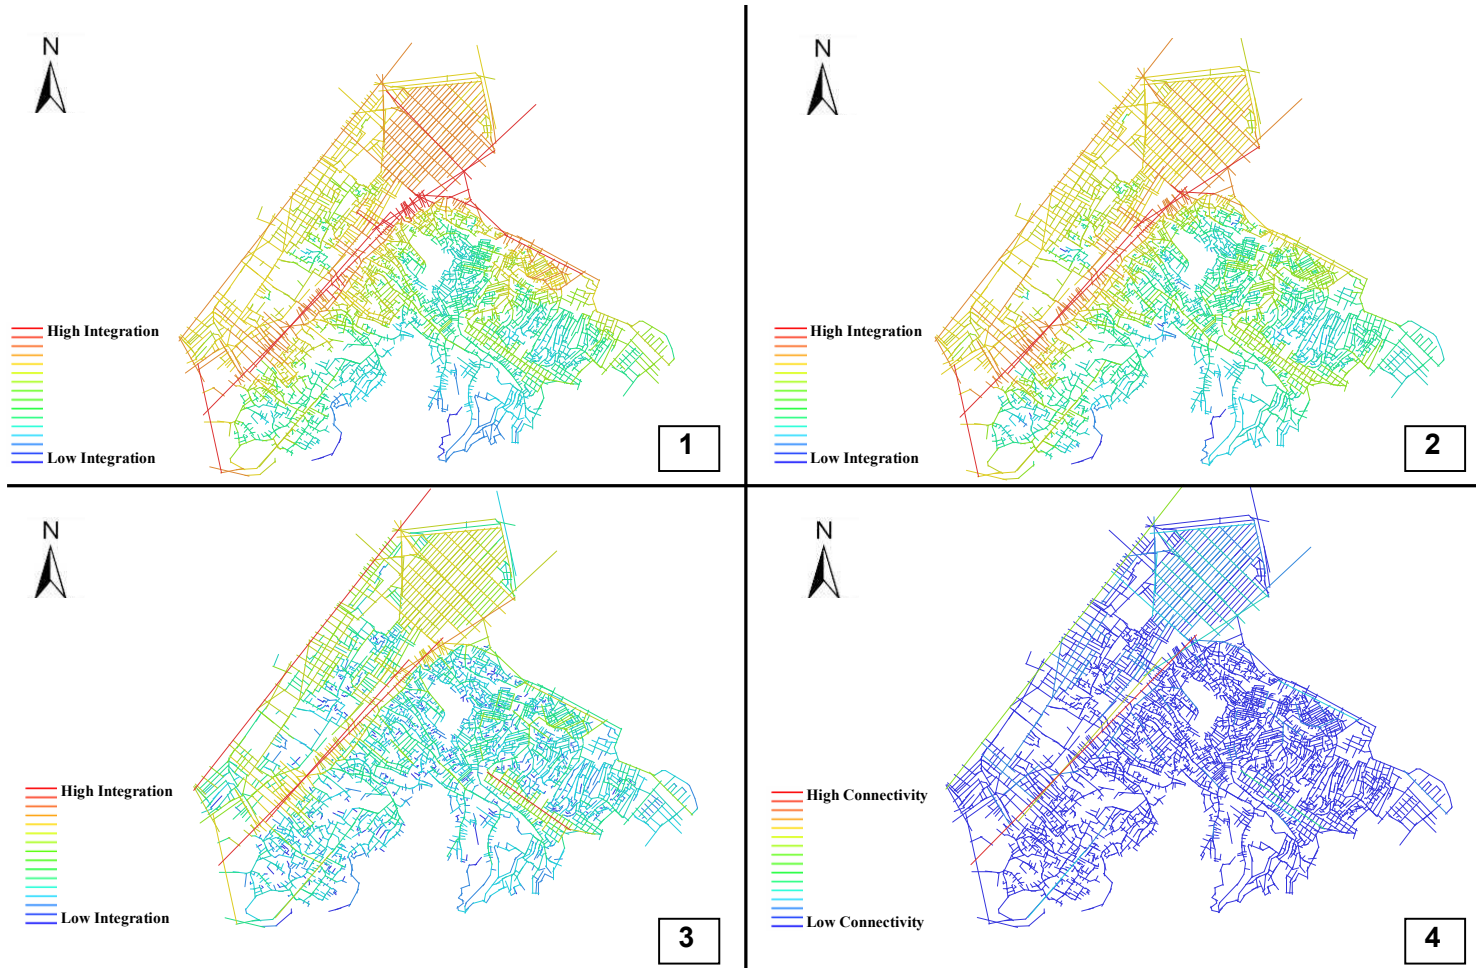 N
High Integration
Low Integration
1
N
High Integration
Low Integration
2
N
High Integration
Low Integration
3
N
High Connectivity
Low Connectivity
4